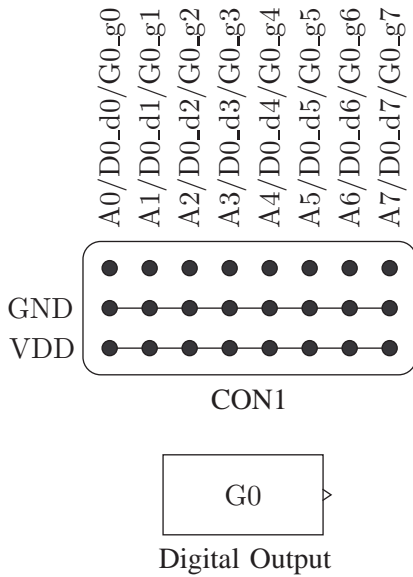 A0/D0_d0/G0_g0
A1/D0_d1/G0_g1
A2/D0_d2/G0_g2
A3/D0_d3/G0_g3
A4/D0_d4/G0_g4
A5/D0_d5/G0_g5
A6/D0_d6/G0_g6
A7/D0_d7/G0_g7
GND
VDD
CON1
G0
Digital Output